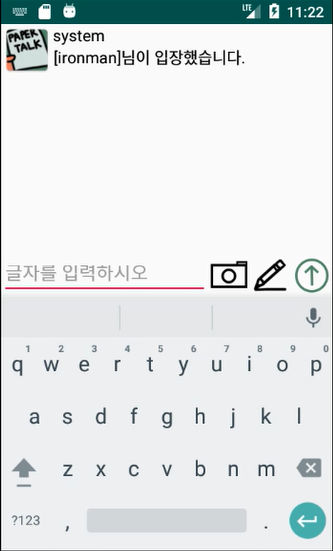 LTE 11:22
PAPER
TALK
system
[ironman]님이 입장했습니다.
글자를 입력하시오
1 2 3 4 5 6 7 8 9 0
q w e r t y u i o p
a s d f g h j k l
z x c v b n m
?123 , .